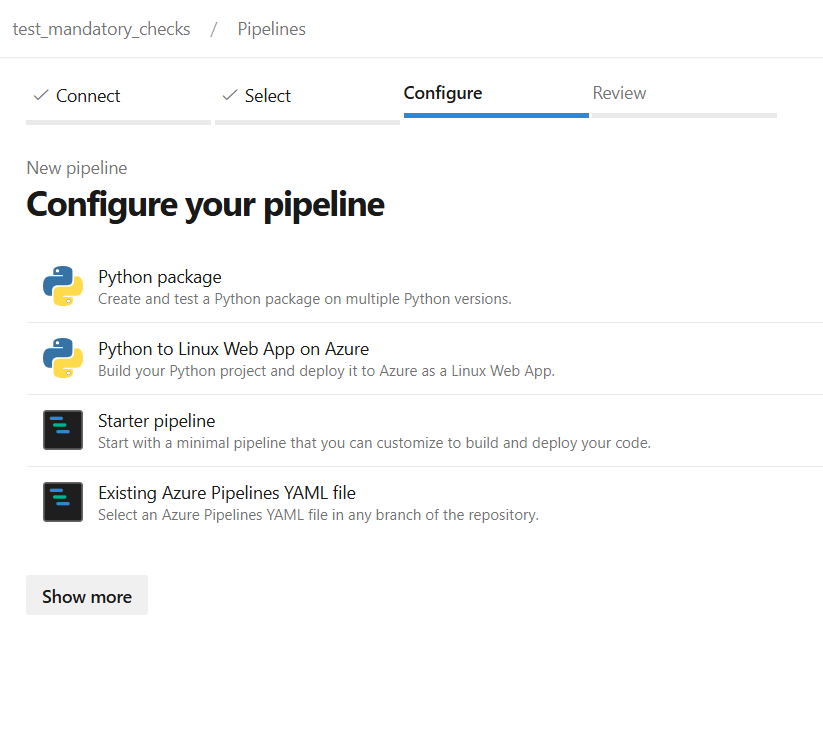 test_mandatory_checks / Pipelines
Connect Select Configure Review
New pipeline
Configure your pipeline
Python package
Create and test a Python package on multiple Python versions.
Python to Linux Web App on Azure
Build your Python project and deploy it to Azure as a Linux Web App.
Starter pipeline
Start with a minimal pipeline that you can customize to build and deploy your code.
Existing Azure Pipelines YAML file
Select an Azure Pipelines YAML file in any branch of the repository.
Show more